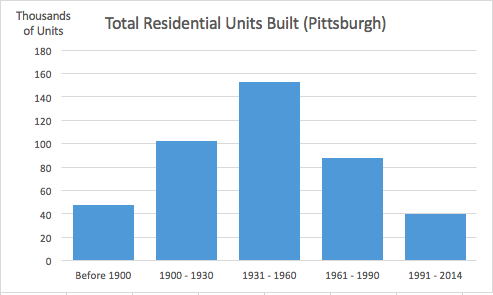 Thousands
of Units
Total Residential Units Built (Pittsburgh)
180
160
140
120
100
80
60
40
20
0
Before 1900
1900 - 1930
1931 - 1960
1961 - 1990
1991 - 2014